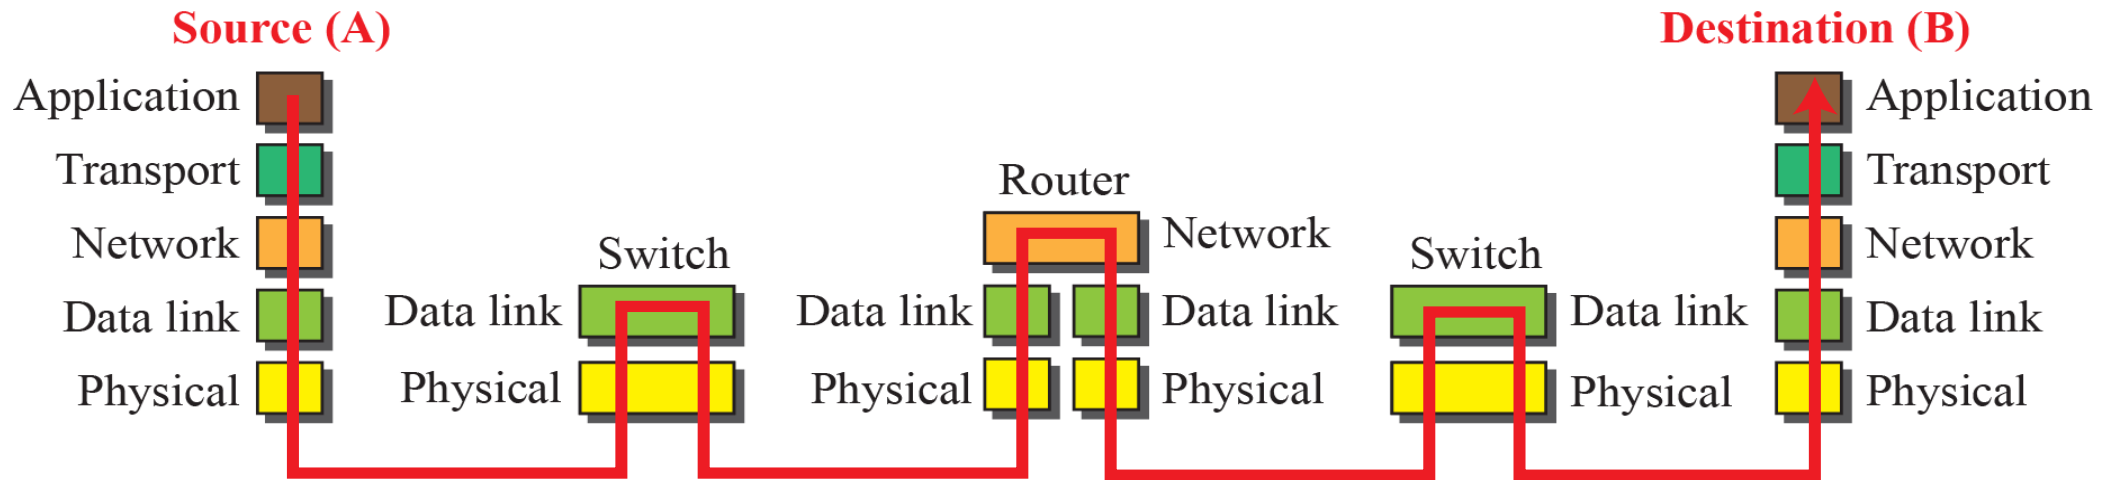 Source (A)
Destination (B)
Application
Transport
Network
Data link
Physical
Switch
Data link
Physical
Router
Network
Data link
Data link
Physical
Physical
Switch
Data link
Physical
Application
Transport
Network
Data link
Physical